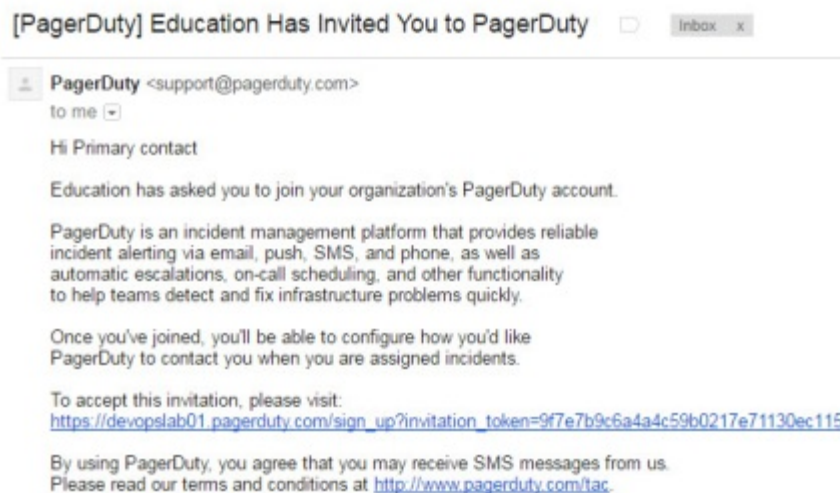 [PagerDuty] Education Has Invited You to PagerDuty Inbox x
PagerDuty <support@pagerduty.com>
to me
Hi Primary contact
Education has asked you to join your organization's PagerDuty account.
PagerDuty is an incident management platform that provides reliable
incident alerting via email, push, SMS, and phone, as well as
automatic escalations, on-call scheduling, and other functionality
to help teams detect and fix infrastructure problems quickly.
Once you've joined, you'll be able to configure how you'd like
PagerDuty to contact you when you are assigned incidents.
To accept this invitation, please visit:
https://devopslab01.pagerduty.com/sign_up?invitation_token=9f7e7b9c6a4a4c59b0217e71130ec115
By using PagerDuty, you agree that you may receive SMS messages from us.
Please read our terms and conditions at http://www.pagerduty.com/tac.